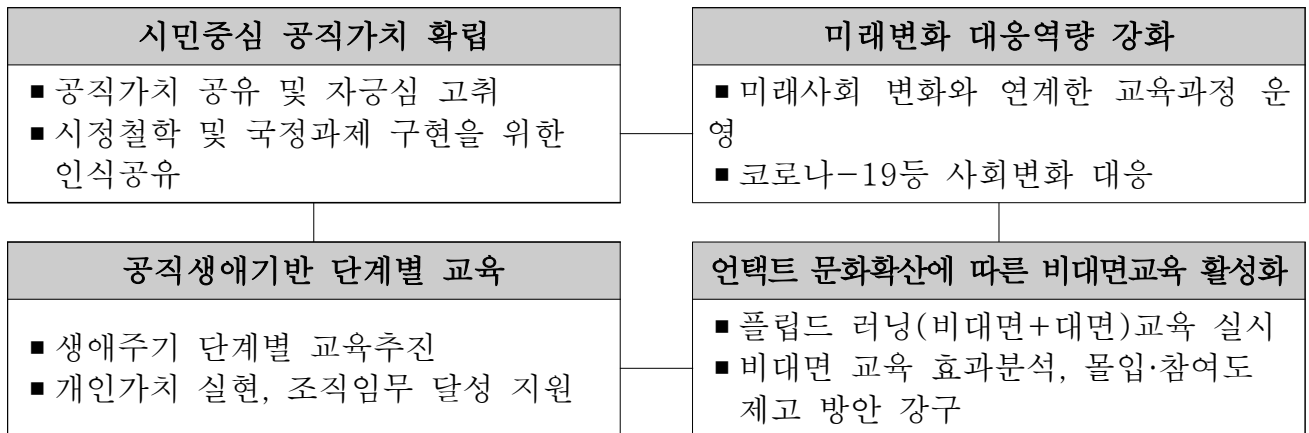 시민중심 공직가치 확립
■ 공직가치 공유 및 자긍심 고취
■ 시정철학 및 국정과제 구현을 위한
인식공유
미래변화 대응역량 강화
■ 미래사회 변화와 연계한 교육과정 운
영
■ 코로나-19등 사회변화 대응
공직생애기반 단계별 교육
■ 생애주기 단계별 교육추진
■ 개인가치 실현, 조직임무 달성 지원
언택트 문화확산에 따른 비대면교육 활성화
■ 플립드 러닝(비대면+대면)교육 실시
■ 비대면 교육 효과분석, 몰입·참여도
제고 방안 강구